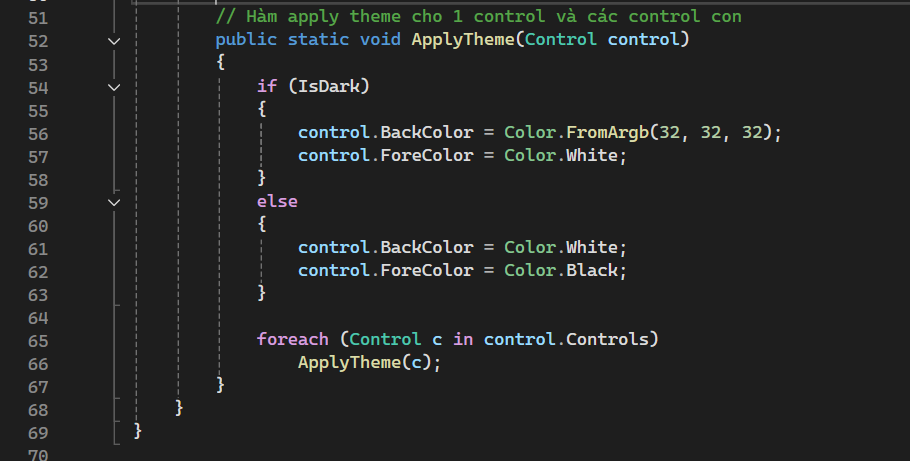 51 // Hàm apply theme cho 1 control và các control con
52 public static void ApplyTheme(Control control)
53 {
54 if (IsDark)
55 {
56 control.BackColor = Color.FromArgb(32, 32, 32);
57 control.ForeColor = Color.White;
58 }
59 else
60 {
61 control.BackColor = Color.White;
62 control.ForeColor = Color.Black;
63 }
64
65 foreach (Control c in control.Controls)
66 ApplyTheme(c);
67 }
68 }
69 }
70